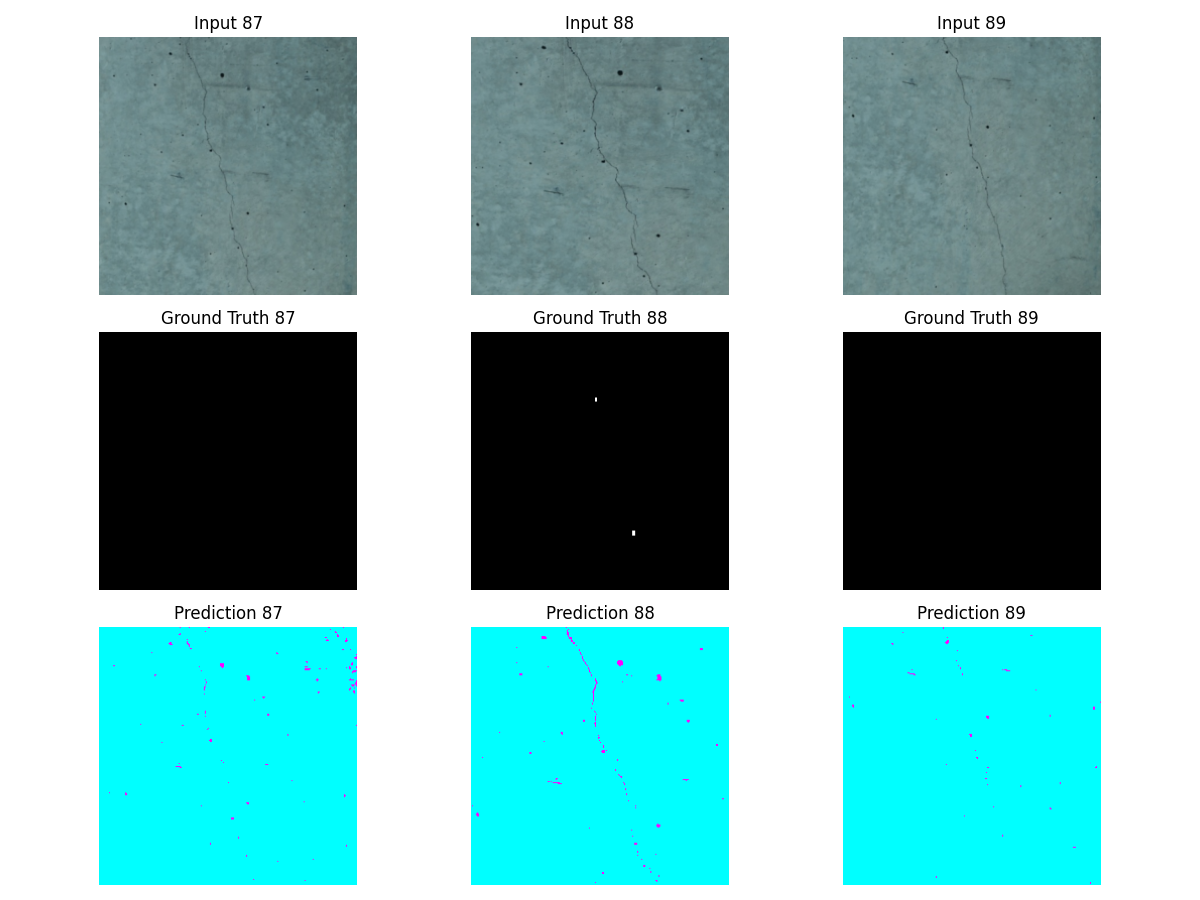 Input 87 Input 88 Input 89
Ground Truth 87 Ground Truth 88 Ground Truth 89
Prediction 87 Prediction 88 Prediction 89